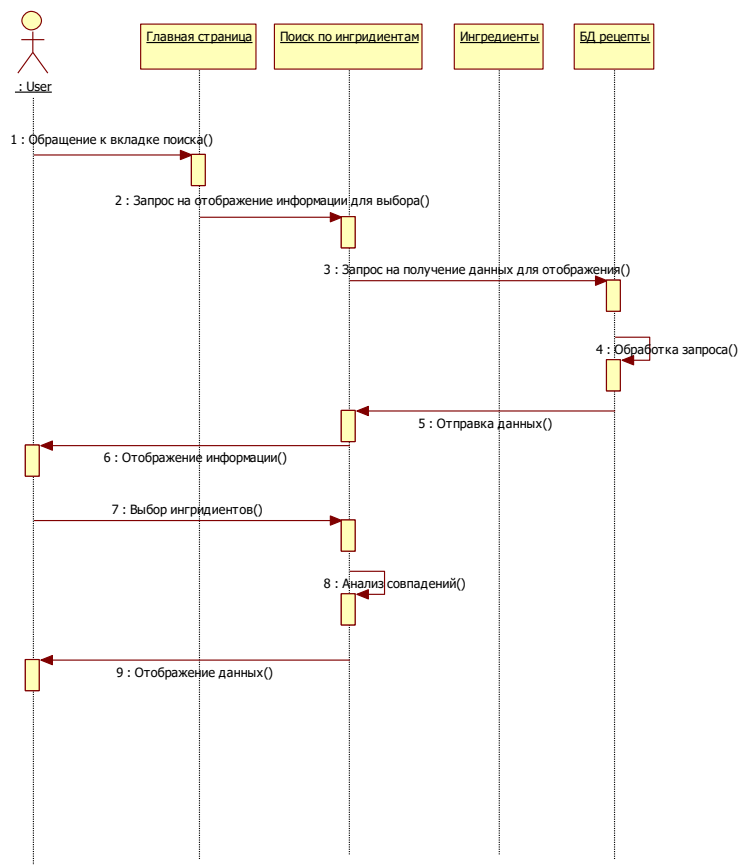 Главная страница
Поиск по ингридиентам
Ингредиенты
БД рецепты
: User
1 : Обращение к вкладке поиска()
2 : Запрос на отображение информации для выбора()
3 : Запрос на получение данных для отображения()
4 : Обработка запроса()
5 : Отправка данных()
6 : Отображение информации()
7 : Выбор ингридиентов()
8 : Анализ совпадений()
9 : Отображение данных()